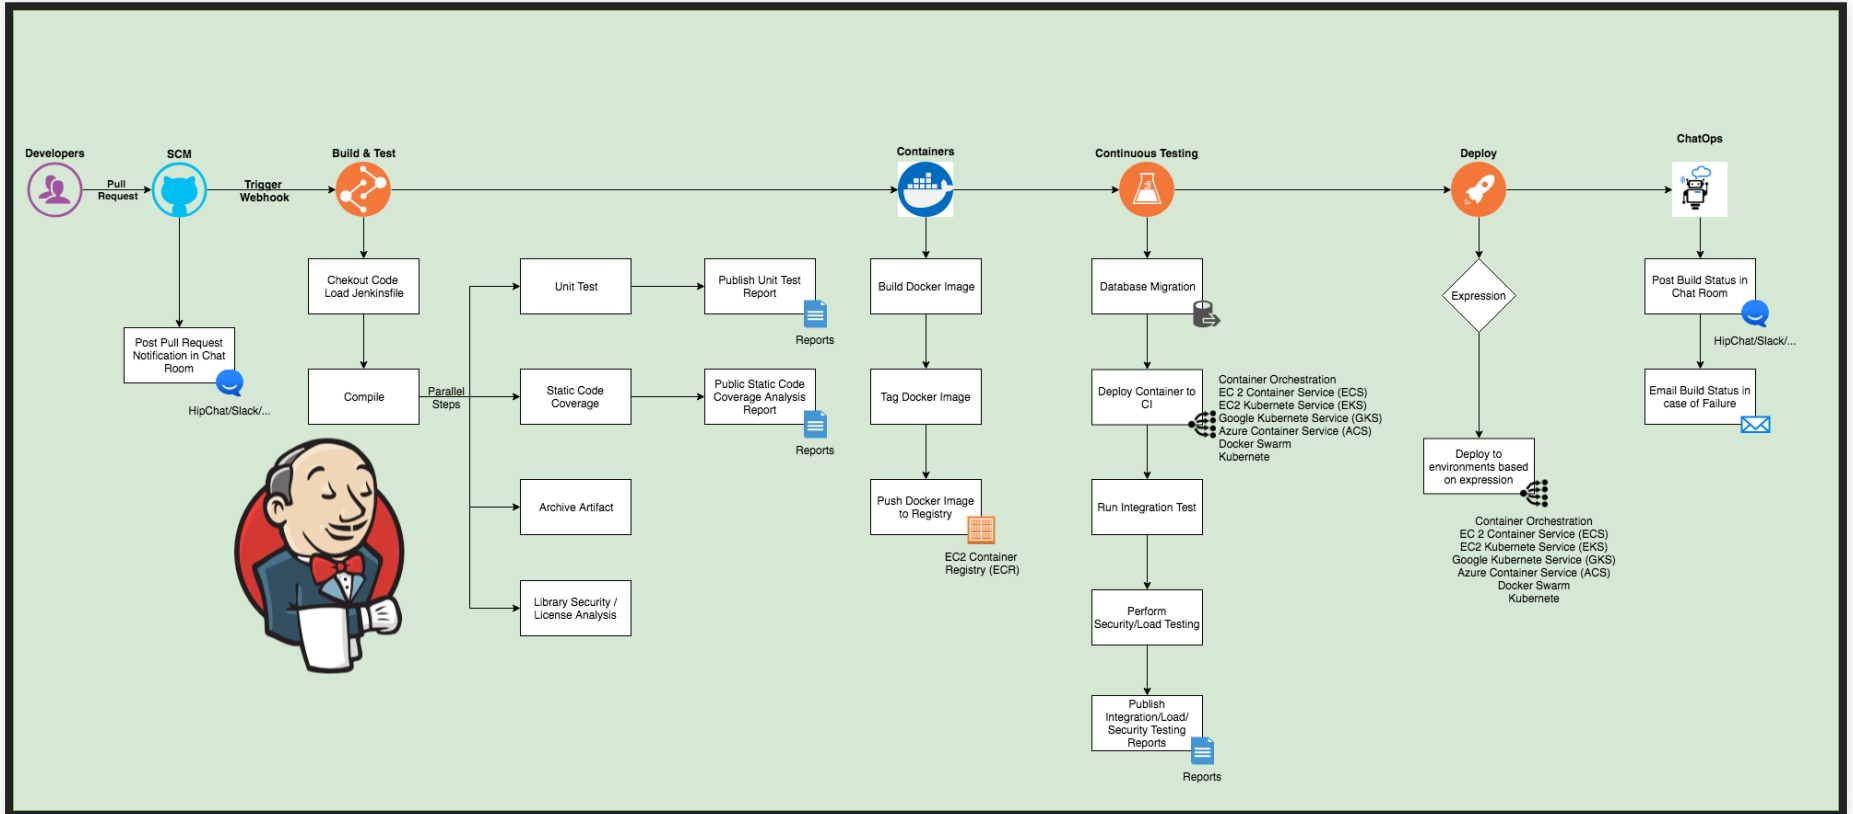 Developers
Pull
Request
SCM
Trigger
Webhook
Post Pull Request
Notification in Chat
Room
HipChat/Slack/...
Build & Test
Chekout Code
Load Jenkinsfile
Compile
Parallel
Steps
Unit Test
Publish Unit Test
Report
Reports
Static Code
Coverage
Public Static Code
Coverage Analysis
Report
Reports
Archive Artifact
Library Security /
License Analysis
Containers
Build Docker Image
Tag Docker Image
Push Docker Image
to Registry
EC2 Container
Registry (ECR)
Continuous Testing
Database Migration
Deploy Container to
CI
Container Orchestration
EC 2 Container Service (ECS)
EC2 Kubernete Service (EKS)
Google Kubernete Service (GKS)
Azure Container Service (ACS)
Docker Swarm
Kubernete
Run Integration Test
Perform
Security/Load Testing
Publish
Integration/Load/
Security Testing
Reports
Reports
Deploy
Expression
Deploy to
environments based
on expression
Container Orchestration
EC 2 Container Service (ECS)
EC2 Kubernete Service (EKS)
Google Kubernete Service (GKS)
Azure Container Service (ACS)
Docker Swarm
Kubernete
ChatOps
Post Build Status in
Chat Room
HipChat/Slack/...
Email Build Status in
case of Failure